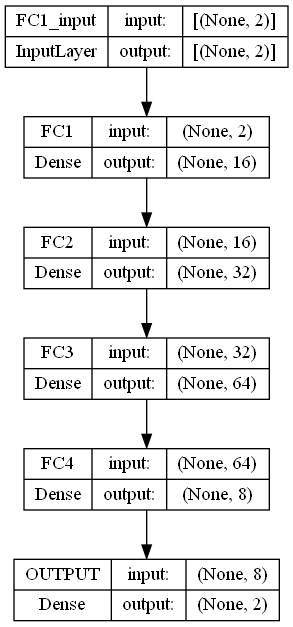 FC1_input input: [(None, 2)]
InputLayer output: [(None, 2)]
FC1 input: (None, 2)
Dense output: (None, 16)
FC2 input: (None, 16)
Dense output: (None, 32)
FC3 input: (None, 32)
Dense output: (None, 64)
FC4 input: (None, 64)
Dense output: (None, 8)
OUTPUT input: (None, 8)
Dense output: (None, 2)